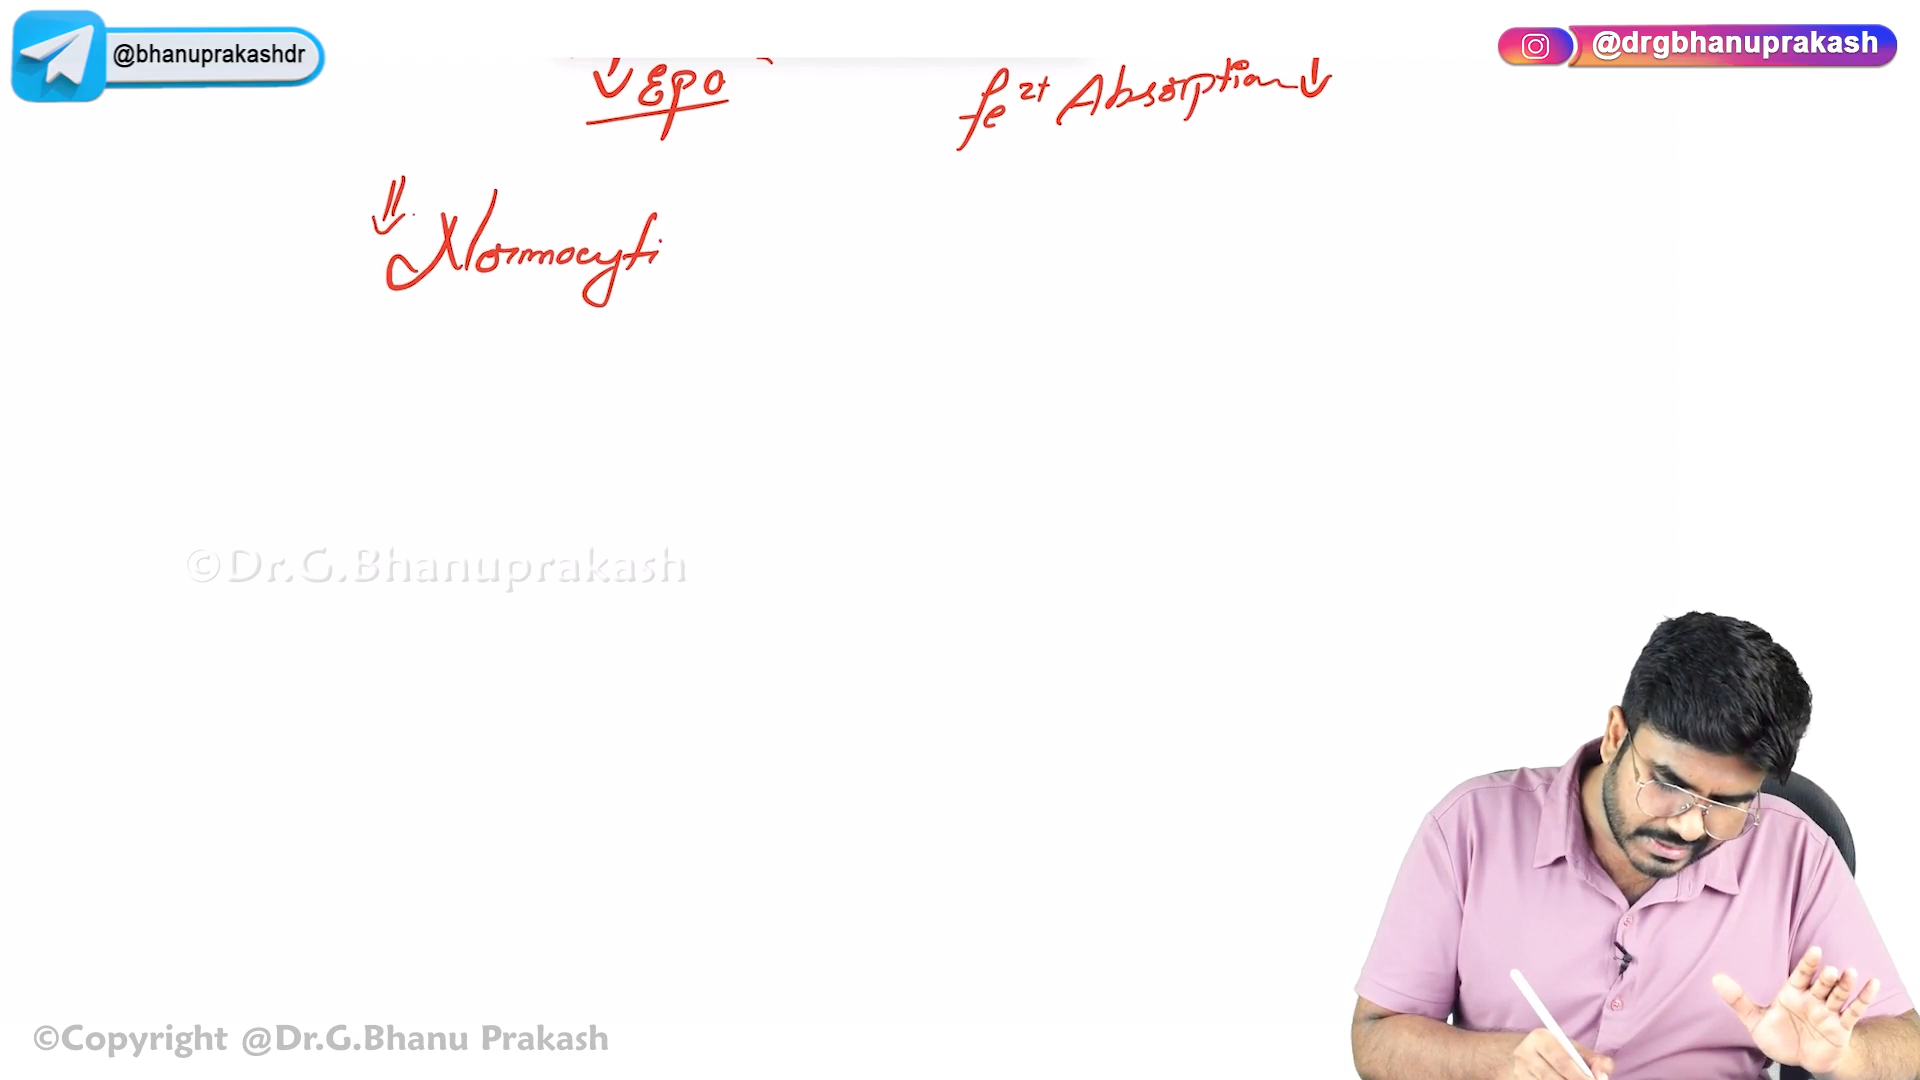 @bhanuprakashdr
@drgbhanuprakash
↓ Epo
Fe2+ Absorption ↓
⇓
Normocyti
©Dr.G.Bhanuprakash
©Copyright @Dr.G.Bhanu Prakash